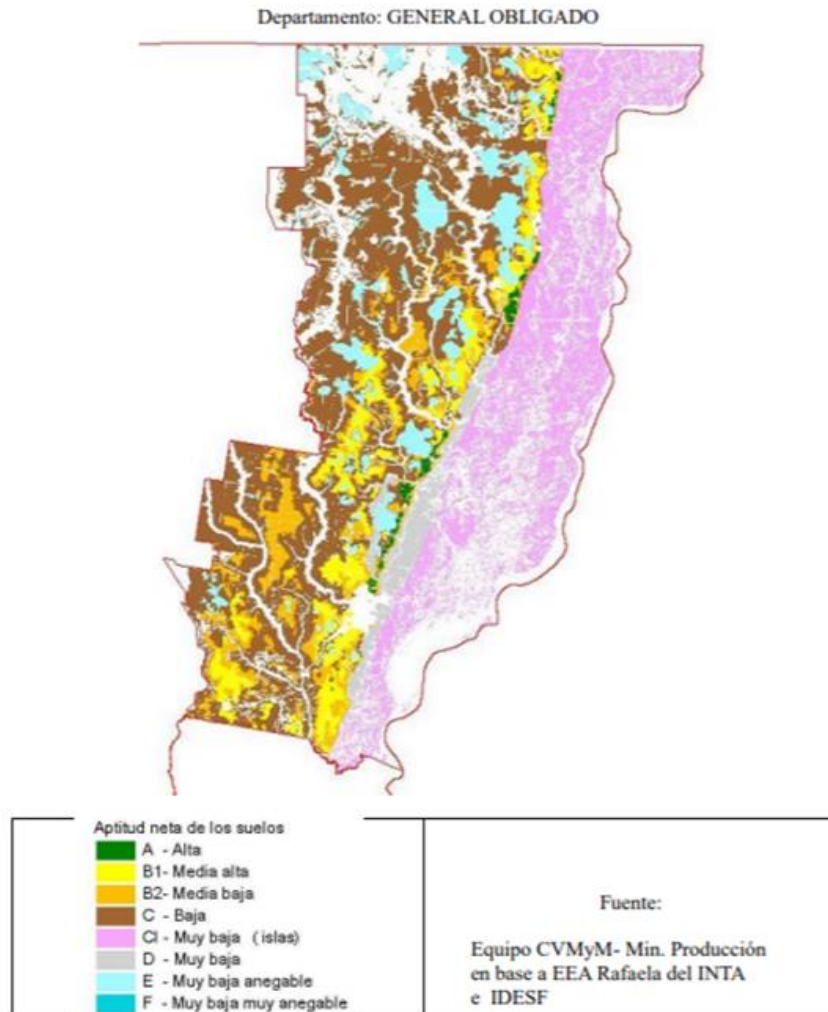 Departamento: GENERAL OBLIGADO
Aptitud neta de los suelos
A - Alta
B1- Media alta
B2- Media baja
C - Baja
CI - Muy baja ( islas)
D - Muy baja
E - Muy baja anegable
F - Muy baja muy anegable
Fuente:
Equipo CVMyM- Min. Producción
en base a EEA Rafaela del INTA
e IDESF